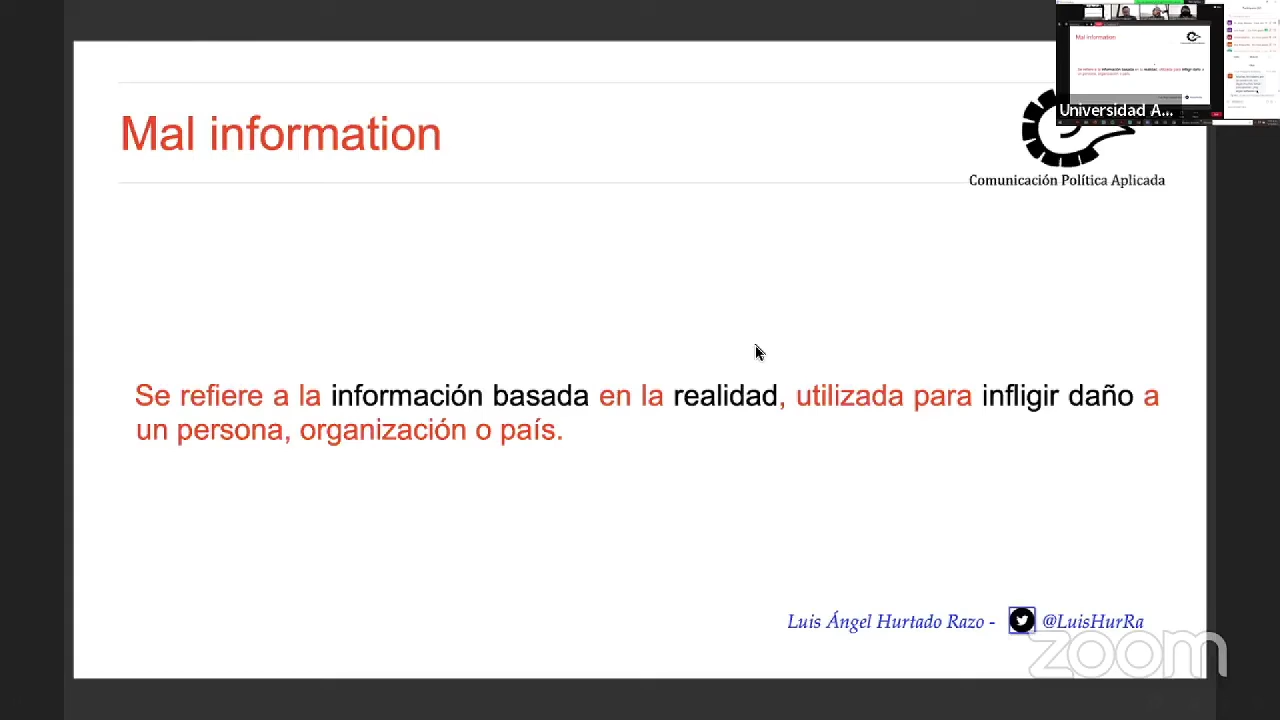 Mal information
Universidad A...
Comunicación Política Aplicada
Se refiere a la información basada en la realidad, utilizada para infligir daño a
un persona, organización o país.
Luis Ángel Hurtado Razo - @LuisHurRa
zoom